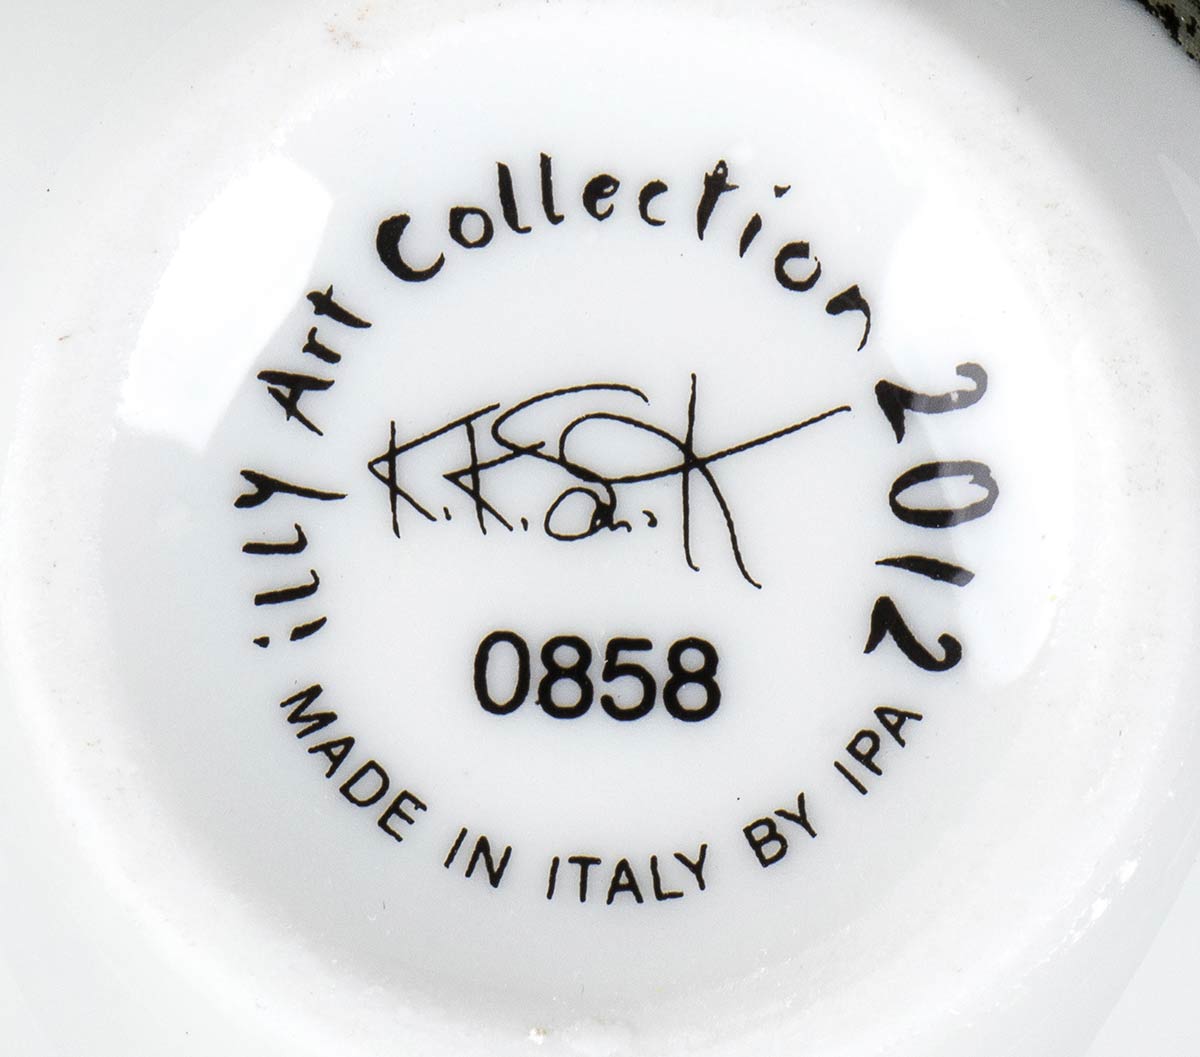 illy Art Collection 2012
0858
MADE IN ITALY BY IPA